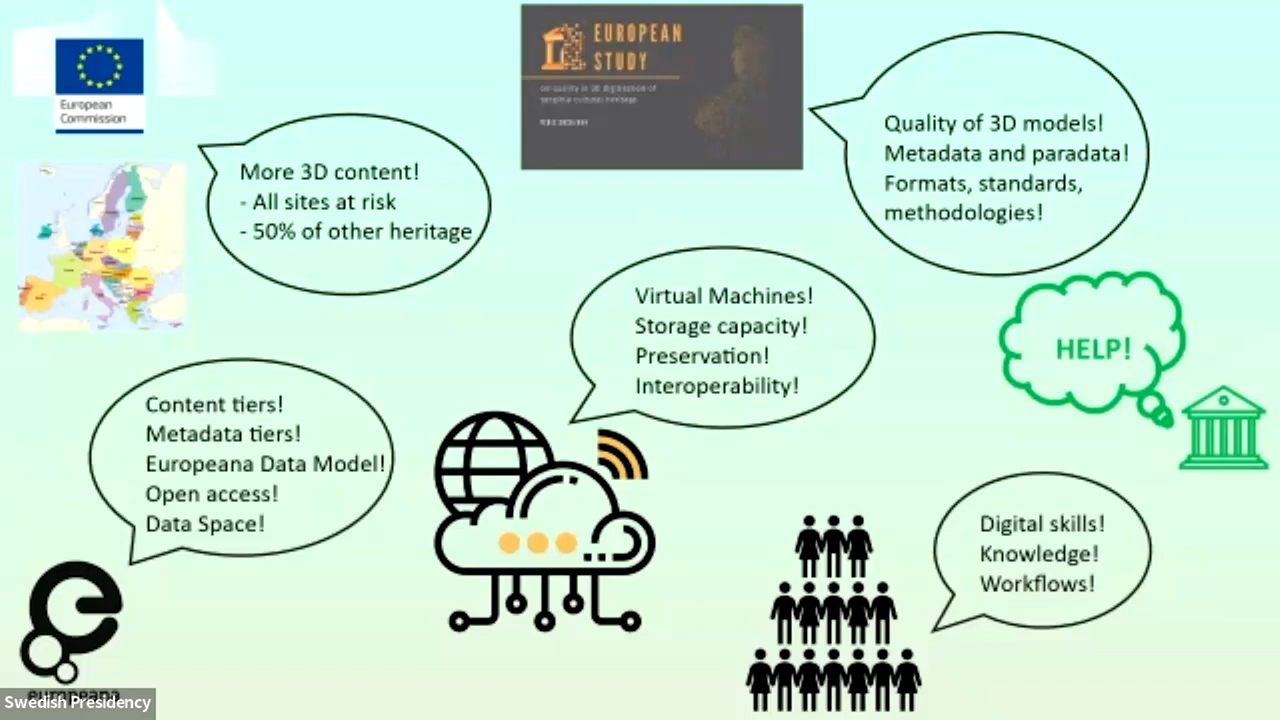 European
Commission
More 3D content!
- All sites at risk
- 50% of other heritage
EUROPEAN
STUDY
Quality of 3D models!
Metadata and paradata!
Formats, standards,
methodologies!
Virtual Machines!
Storage capacity!
Preservation!
Interoperability!
HELP!
Content tiers!
Metadata tiers!
Europeana Data Model!
Open access!
Data Space!
Digital skills!
Knowledge!
Workflows!
europeana
Swedish Presidency